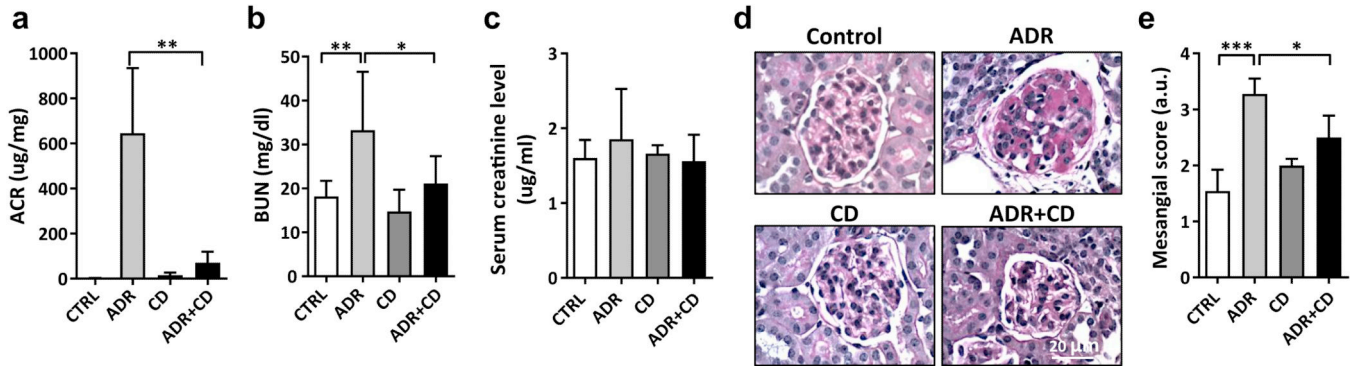 a
ACR (ug/mg)
1000
800
600
400
200
0
**
CTRL
ADR
CD
ADR+CD
b
BUN (mg/dl)
50
40
30
20
10
0
**
*
CTRL
ADR
CD
ADR+CD
c
Serum creatinine level
(ug/ml)
3
2
1
0
CTRL
ADR
CD
ADR+CD
d
Control
ADR
CD
ADR+CD
20 µm
e
Mesangial score (a.u.)
4
3
2
1
0
***
*
CTRL
ADR
CD
ADR+CD